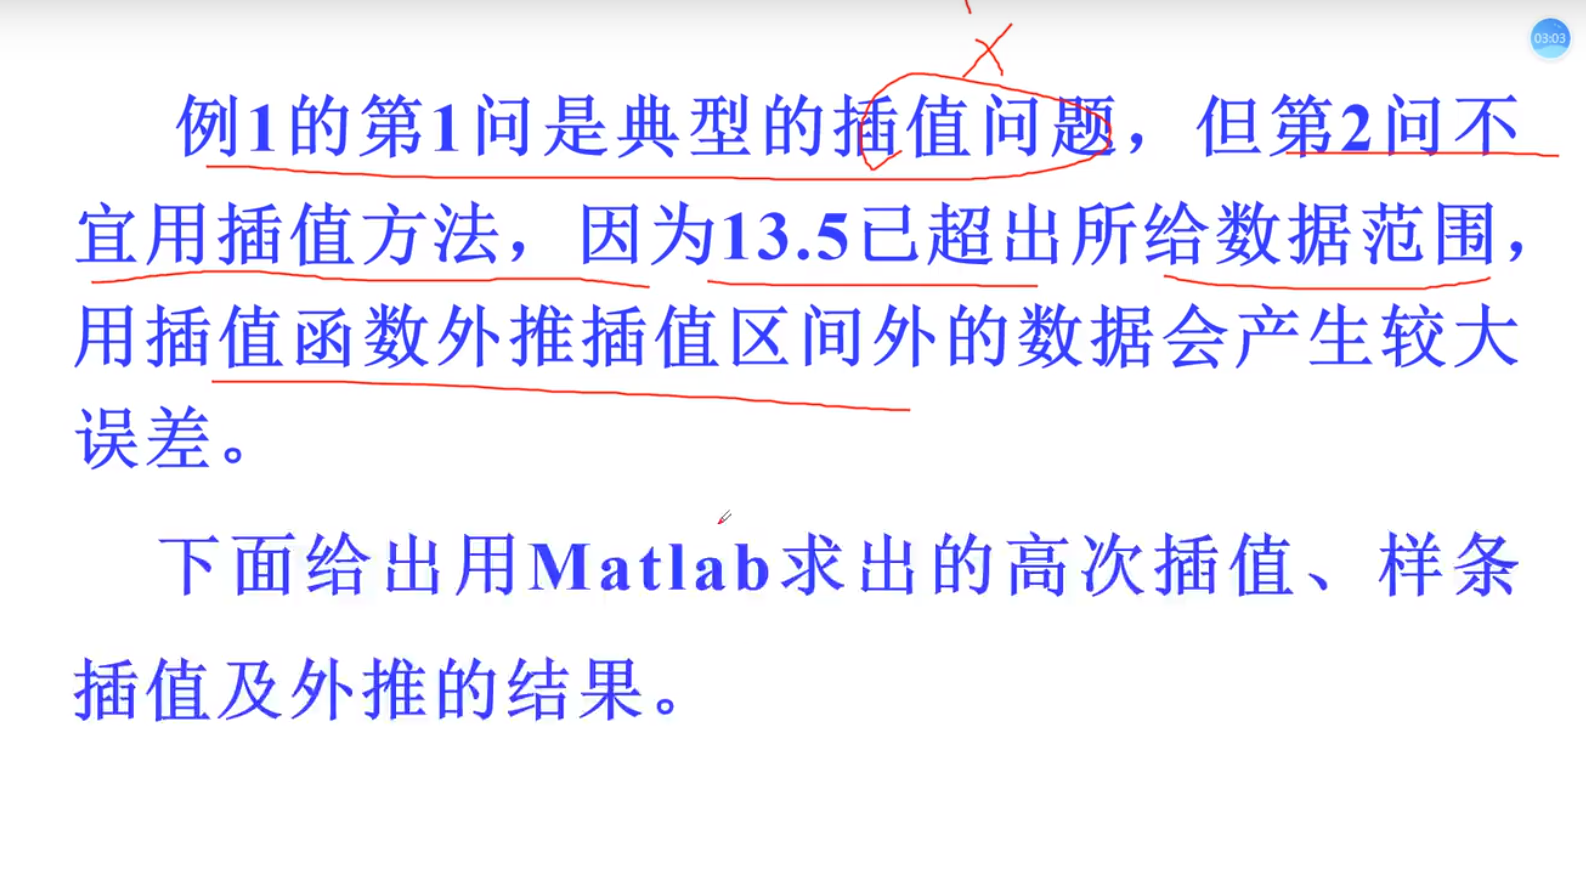 03:03
x
例1的第1问是典型的插值问题，但第2问不
宜用插值方法，因为13.5已超出所给数据范围，
用插值函数外推插值区间外的数据会产生较大
误差。
下面给出用Matlab求出的高次插值、样条
插值及外推的结果。